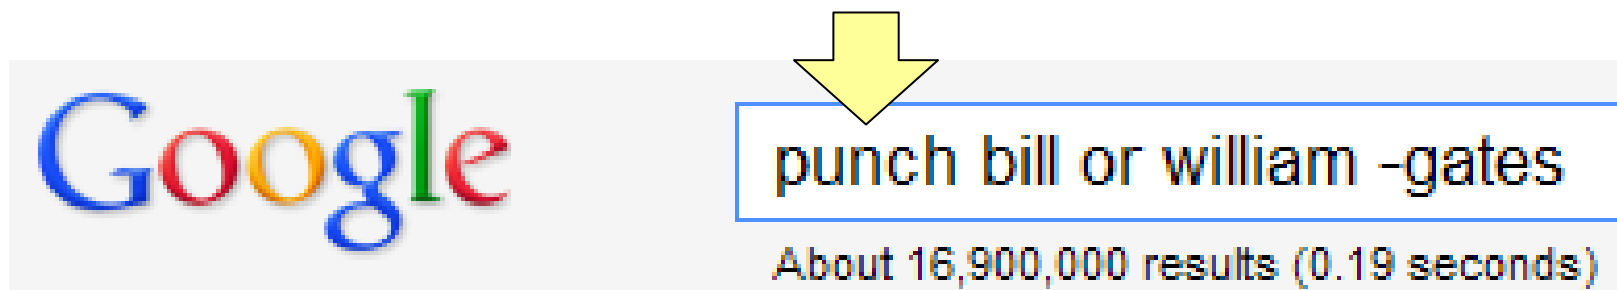 Google
punch bill or william -gates
About 16,900,000 results (0.19 seconds)